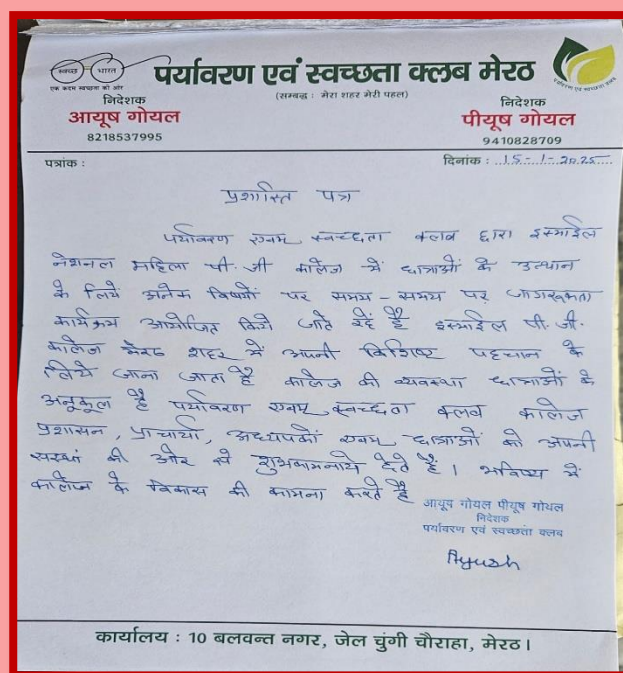 स्वच्छ भारत
एक कदम स्वच्छता की ओर
पर्यावरण एवं स्वच्छता क्लब मेरठ
(सम्बद्ध : मेरा शहर मेरी पहल)
निदेशक
आयूष गोयल
8218537995
निदेशक
पीयूष गोयल
9410828709
पत्रांक :
दिनांक : 15-1-2025
प्रशस्ति पत्र
पर्यावरण एवम् स्वच्छता क्लव द्वारा इस्माईल
नेशनल महिला पी.जी कालेज में छात्राओं के उत्थान
के लिये अनेक विषयों पर समय-समय पर जागरूकता
कार्यक्रम आयोजित किये जाते रहें है इस्माईल पी.जी.
कालेज मेरठ शहर में अपनी विशिष्ट पहचान के
लिये जाना जाता है कालेज की व्यवस्था छात्राओं के
अनुकूल है पर्यावरण एवम् स्वच्छता क्लव कालेज
प्रशासन, प्राचार्या, अध्यपकों एवम् छात्राओं को अपनी
की ओर से शुभकामनाये देते है। भविष्य में
कालेज के विकास की कामना करते है
आयूष गोयल पीयूष गोयल
निदेशक
पर्यावरण एवं स्वच्छता क्लब
Ayush
कार्यालय : 10 बलवन्त नगर, जेल चुंगी चौराहा, मेरठ।